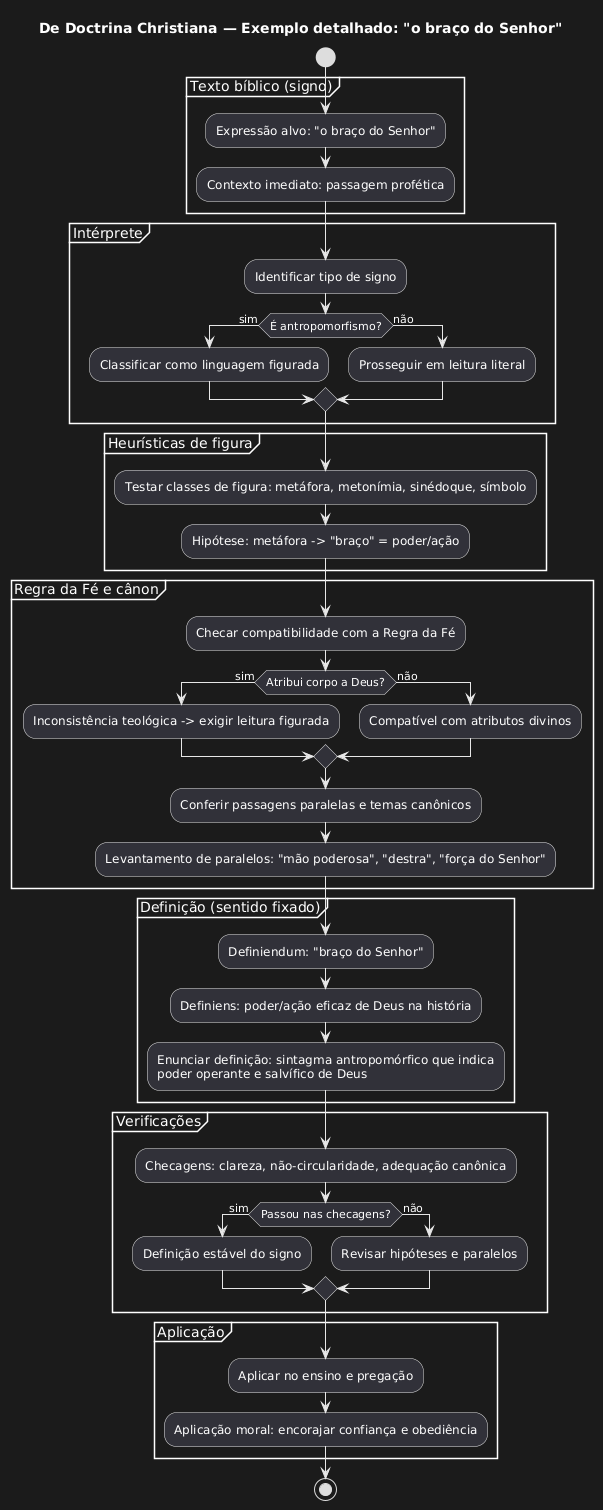 De Doctrina Christiana — Exemplo detalhado: "o braço do Senhor"
Texto bíblico (signo)
Expressão alvo: "o braço do Senhor"
Contexto imediato: passagem profética
Intérprete
Identificar tipo de signo
sim
É antropomorfismo?
não
Classificar como linguagem figurada
Prosseguir em leitura literal
Heurísticas de figura
Testar classes de figura: metáfora, metonímia, sinédoque, símbolo
Hipótese: metáfora -> "braço" = poder/ação
Regra da Fé e cânon
Checar compatibilidade com a Regra da Fé
sim
Atribui corpo a Deus?
não
Inconsistência teológica -> exigir leitura figurada
Compatível com atributos divinos
Conferir passagens paralelas e temas canônicos
Levantamento de paralelos: "mão poderosa", "destra", "força do Senhor"
Definição (sentido fixado)
Definiendum: "braço do Senhor"
Definiens: poder/ação eficaz de Deus na história
Enunciar definição: sintagma antropomórfico que indica
poder operante e salvífico de Deus
Verificações
Checagens: clareza, não-circularidade, adequação canônica
sim
Passou nas checagens?
não
Definição estável do signo
Revisar hipóteses e paralelos
Aplicação
Aplicar no ensino e pregação
Aplicação moral: encorajar confiança e obediência